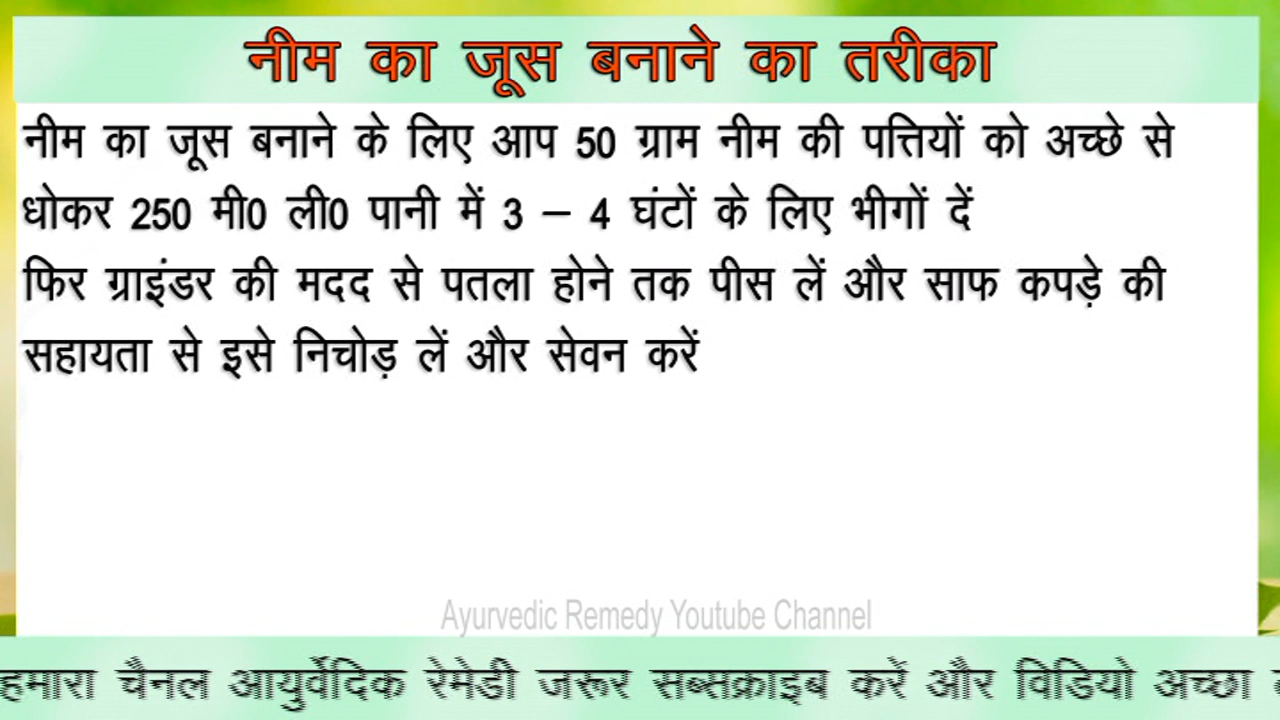 नीम का जूस बनाने का तरीका
नीम का जूस बनाने के लिए आप 50 ग्राम नीम की पत्तियों को अच्छे से
धोकर 250 मी0 ली0 पानी में 3 – 4 घंटों के लिए भीगों दें
फिर ग्राइंडर की मदद से पतला होने तक पीस लें और साफ कपड़े की
सहायता से इसे निचोड़ लें और सेवन करें
Ayurvedic Remedy Youtube Channel
हमारा चैनल आयुर्वेदिक रेमेडी जरूर सब्सक्राइब करें और विडियो अच्छा